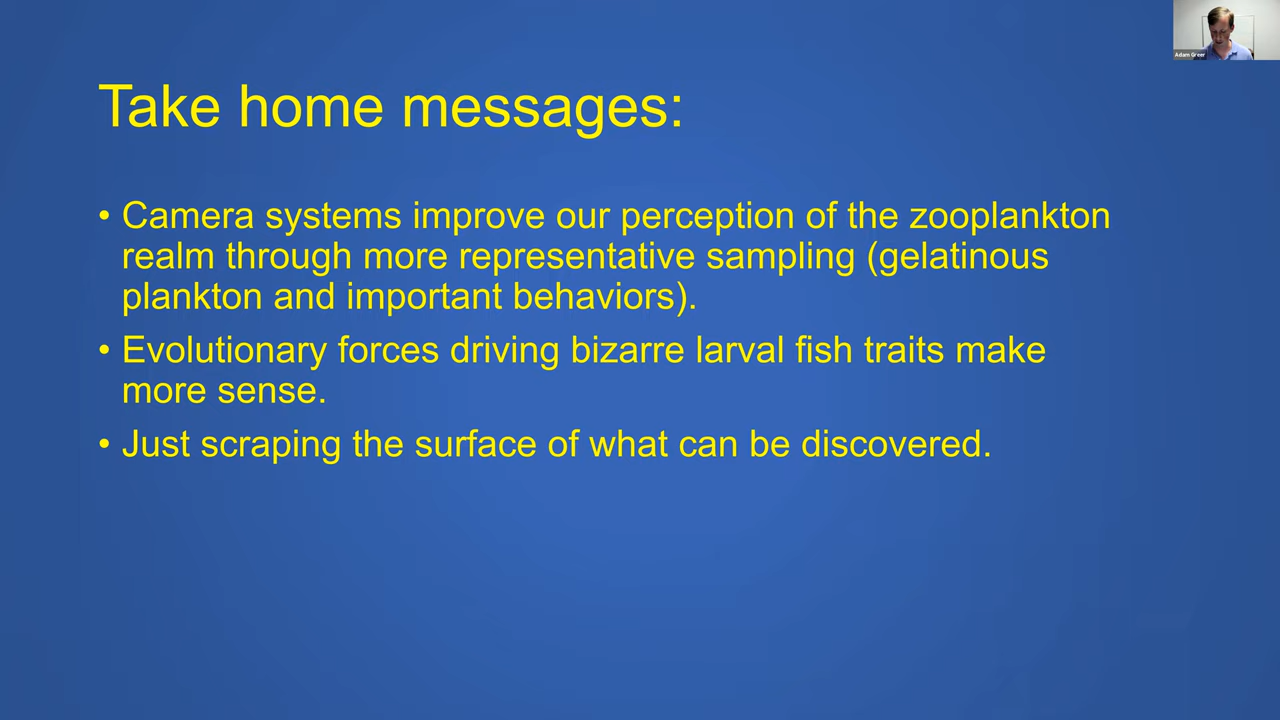 Adam Greer
Take home messages:
• Camera systems improve our perception of the zooplankton
realm through more representative sampling (gelatinous
plankton and important behaviors).
• Evolutionary forces driving bizarre larval fish traits make
more sense.
• Just scraping the surface of what can be discovered.